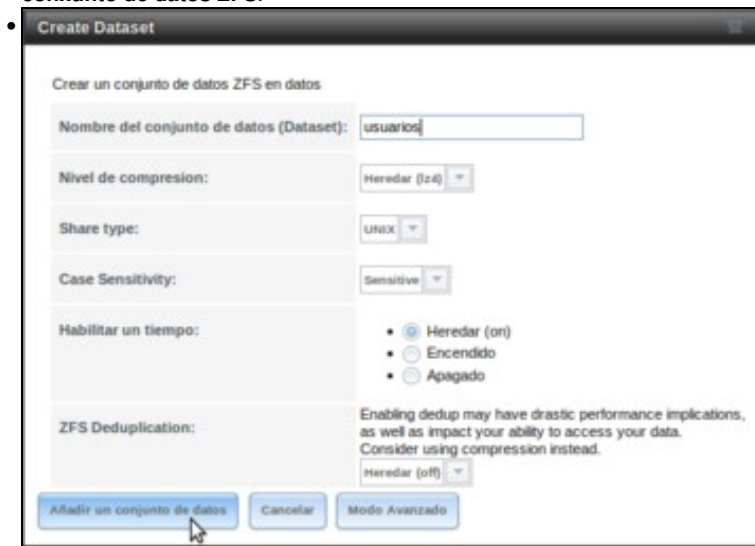 conxunto de datos ZFS.
Create Dataset
Crear un conjunto de datos ZFS en datos
Nombre del conjunto de datos (Dataset): usuarios
Nivel de compresion: Heredar (lz4)
Share type: UNIX
Case Sensitivity: Sensitive
Habilitar un tiempo: Heredar (on)
Encendido
Apagado
Enabling dedup may have drastic performance implications,
ZFS Deduplication: as well as impact your ability to access your data.
Consider using compression instead.
Heredar (off)
Añadir un conjunto de datos Cancelar Modo Avanzado